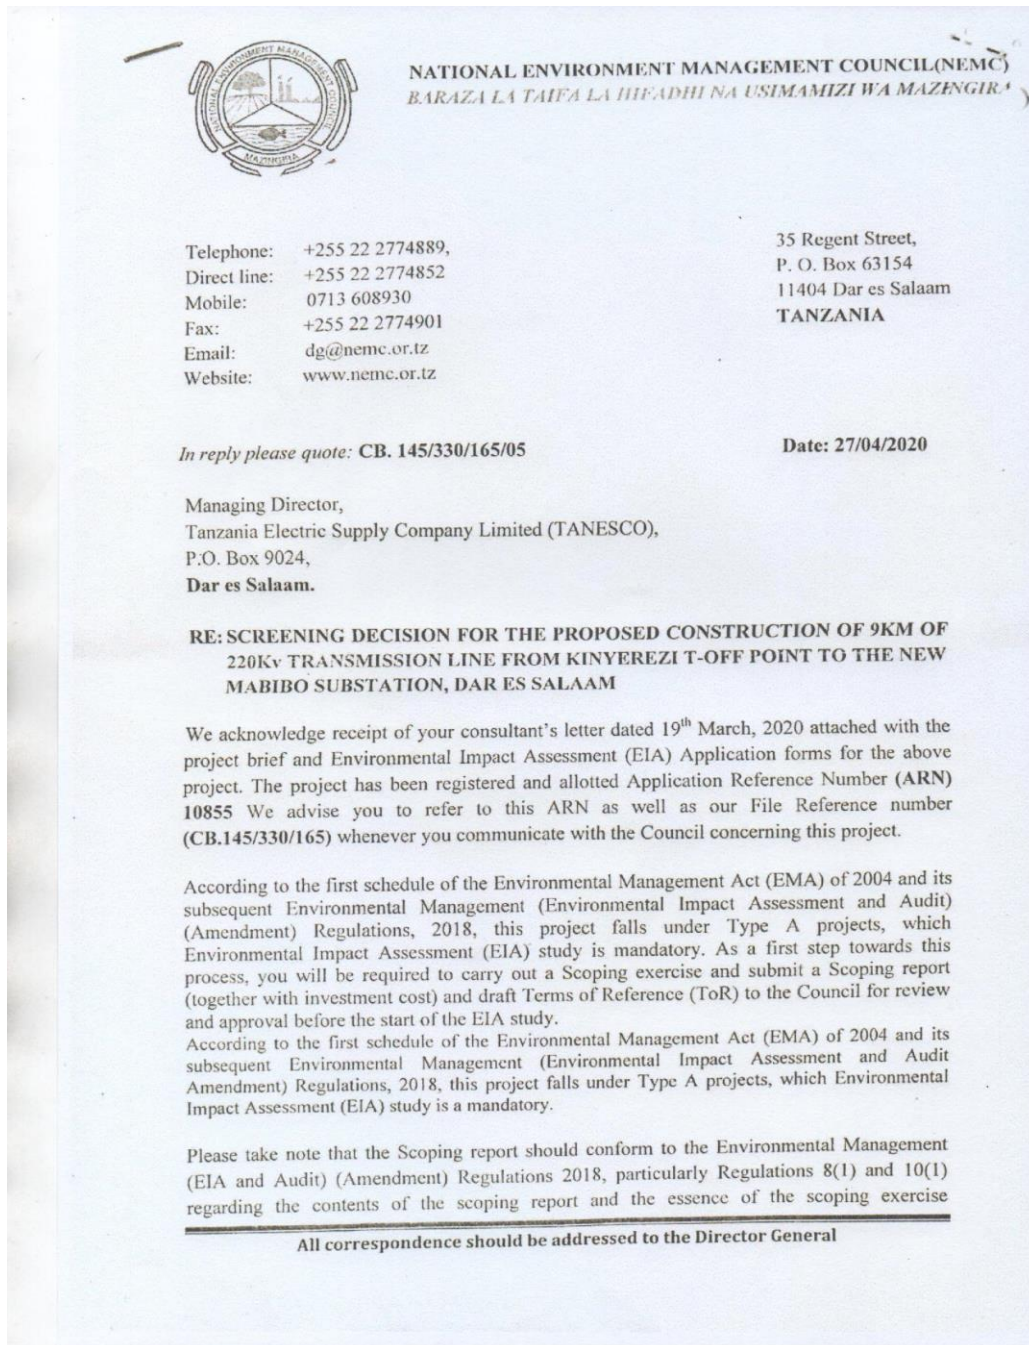 NATIONAL ENVIRONMENT MANAGEMENT COUNCIL
MAZINGIRA
NATIONAL ENVIRONMENT MANAGEMENT COUNCIL(NEMC)
BARAZA LA TAIFA LA HIFADHI NA USIMAMIZI WA MAZINGIRA
Telephone: +255 22 2774889,
Direct line: +255 22 2774852
Mobile: 0713 608930
Fax: +255 22 2774901
Email: dg@nemc.or.tz
Website: www.nemc.or.tz
35 Regent Street,
P. O. Box 63154
11404 Dar es Salaam
TANZANIA
In reply please quote: CB. 145/330/165/05
Date: 27/04/2020
Managing Director,
Tanzania Electric Supply Company Limited (TANESCO),
P.O. Box 9024,
Dar es Salaam.
RE: SCREENING DECISION FOR THE PROPOSED CONSTRUCTION OF 9KM OF
220Kv TRANSMISSION LINE FROM KINYEREZI T-OFF POINT TO THE NEW
MABIBO SUBSTATION, DAR ES SALAAM
We acknowledge receipt of your consultant's letter dated 19th March, 2020 attached with the
project brief and Environmental Impact Assessment (EIA) Application forms for the above
project. The project has been registered and allotted Application Reference Number (ARN)
10855 We advise you to refer to this ARN as well as our File Reference number
(CB.145/330/165) whenever you communicate with the Council concerning this project.
According to the first schedule of the Environmental Management Act (EMA) of 2004 and its
subsequent Environmental Management (Environmental Impact Assessment and Audit)
(Amendment) Regulations, 2018, this project falls under Type A projects, which
Environmental Impact Assessment (EIA) study is mandatory. As a first step towards this
process, you will be required to carry out a Scoping exercise and submit a Scoping report
(together with investment cost) and draft Terms of Reference (ToR) to the Council for review
and approval before the start of the EIA study.
According to the first schedule of the Environmental Management Act (EMA) of 2004 and its
subsequent Environmental Management (Environmental Impact Assessment and Audit
Amendment) Regulations, 2018, this project falls under Type A projects, which Environmental
Impact Assessment (EIA) study is a mandatory.
Please take note that the Scoping report should conform to the Environmental Management
(EIA and Audit) (Amendment) Regulations 2018, particularly Regulations 8(1) and 10(1)
regarding the contents of the scoping report and the essence of the scoping exercise
All correspondence should be addressed to the Director General